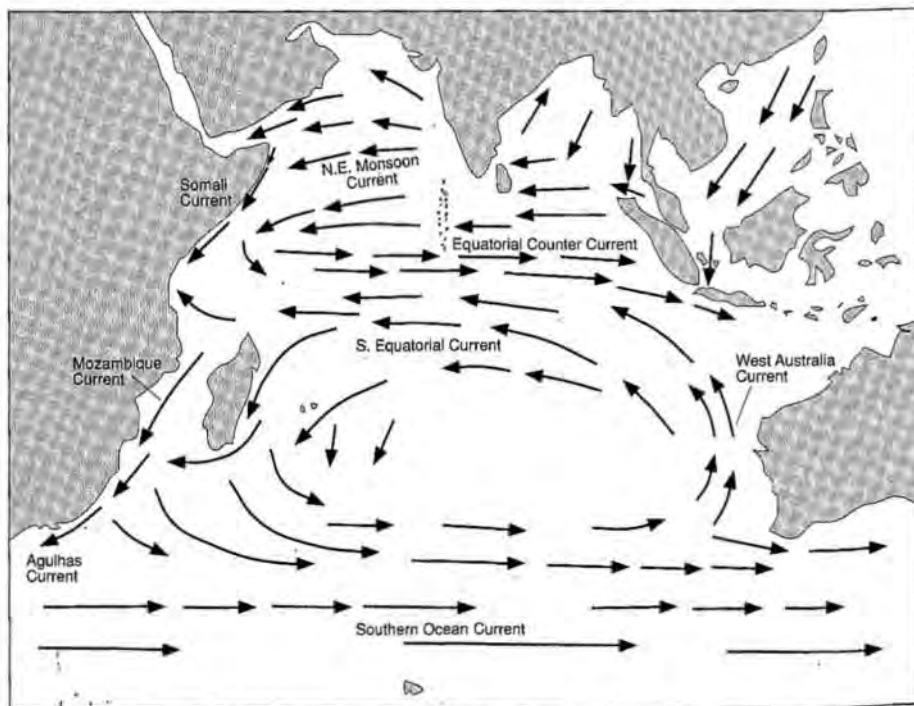 N.E. Monsoon
Current
Somali
Current
Equatorial Counter Current
S. Equatorial Current
Mozambique
Current
West Australia
Current
Agulhas
Current
Southern Ocean Current